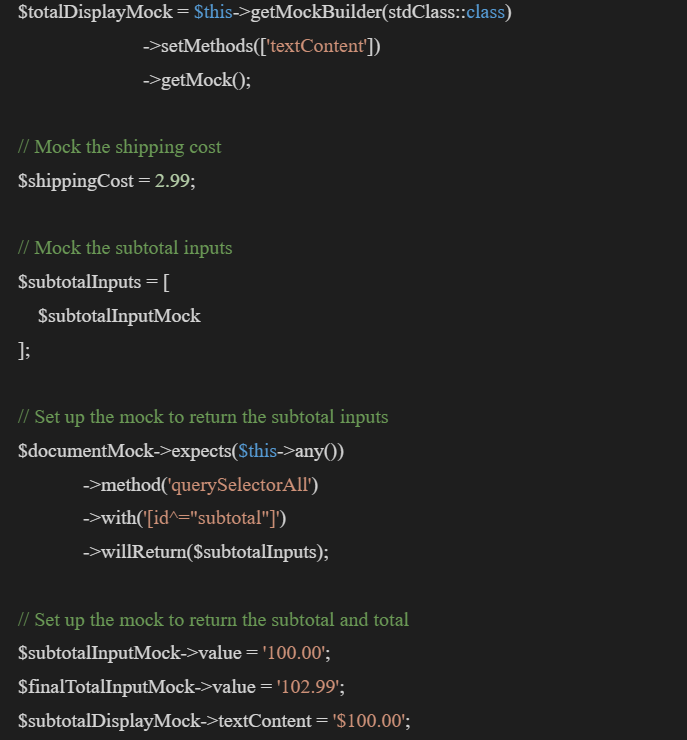 $totalDisplayMock = $this->getMockBuilder(stdClass::class)
->setMethods(['textContent'])
->getMock();
// Mock the shipping cost
$shippingCost = 2.99;
// Mock the subtotal inputs
$subtotalInputs = [
$subtotalInputMock
];
// Set up the mock to return the subtotal inputs
$documentMock->expects($this->any())
->method('querySelectorAll')
->with('[id^="subtotal"]')
->willReturn($subtotalInputs);
// Set up the mock to return the subtotal and total
$subtotalInputMock->value = '100.00';
$finalTotalInputMock->value = '102.99';
$subtotalDisplayMock->textContent = '$100.00';